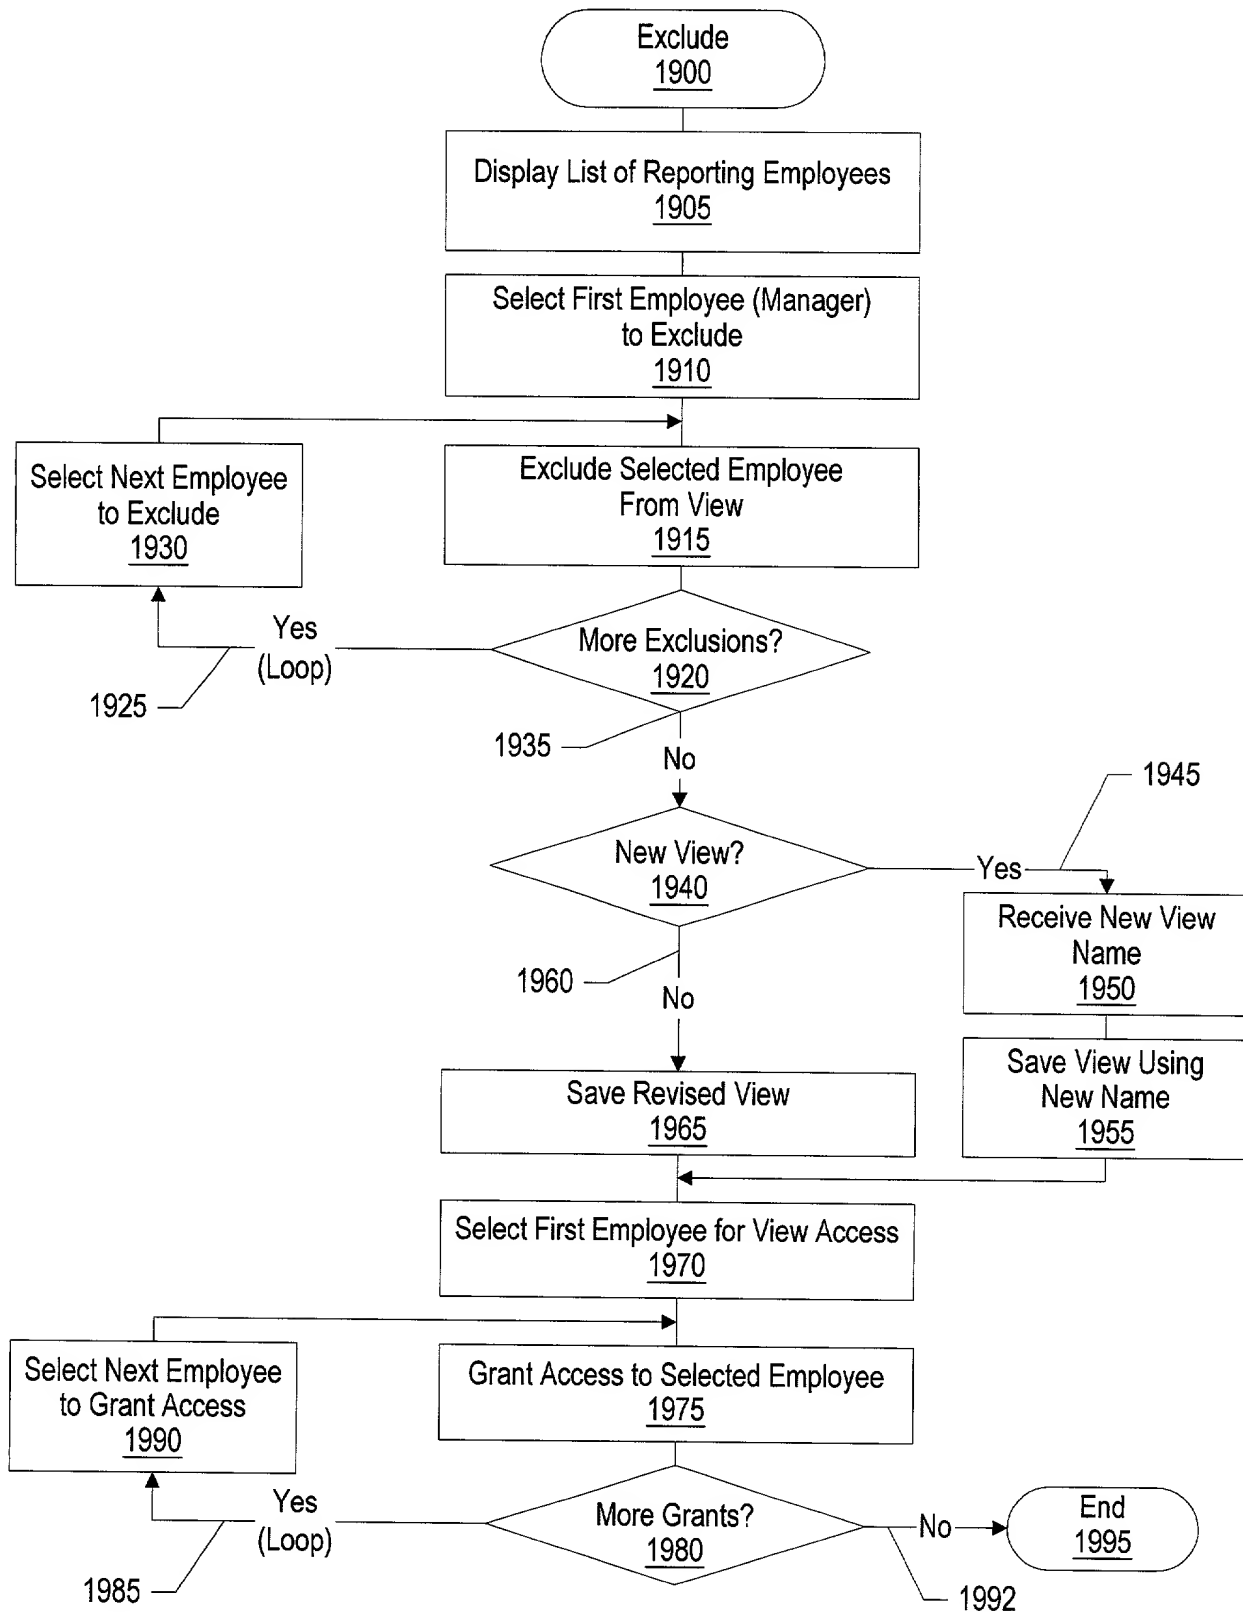 Exclude
1900
Display List of Reporting Employees
1905
Select First Employee (Manager)
to Exclude
1910
Select Next Employee
to Exclude
1930
Exclude Selected Employee
From View
1915
Yes
(Loop)
1925
More Exclusions?
1920
1935
No
1945
New View?
1940
Yes
Receive New View
Name
1950
1960
No
Save View Using
New Name
1955
Save Revised View
1965
Select First Employee for View Access
1970
Select Next Employee
to Grant Access
1990
Grant Access to Selected Employee
1975
Yes
(Loop)
1985
More Grants?
1980
No
1992
End
1995